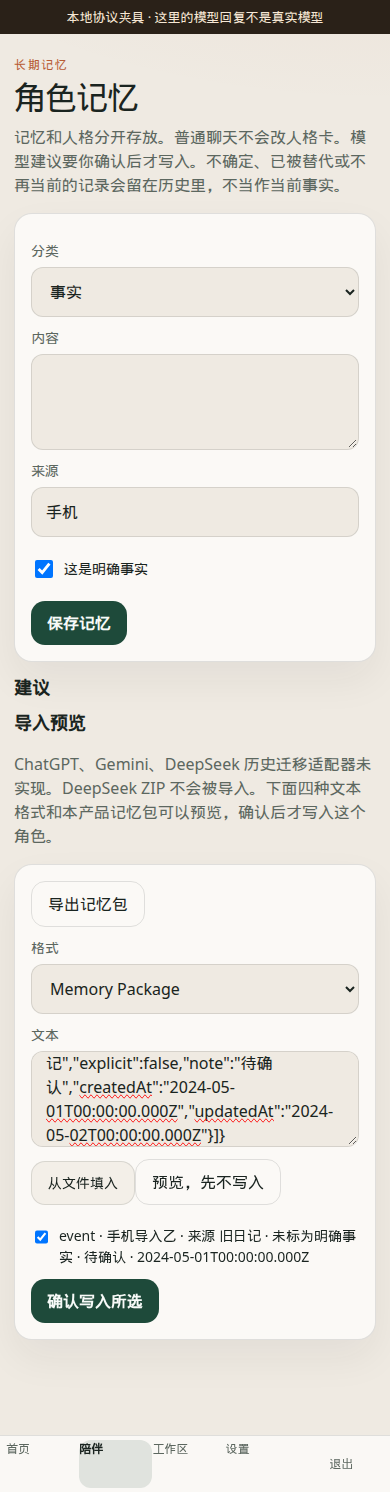 本地协议夹具 · 这里的模型回复不是真实模型
长期记忆
角色记忆
记忆和人格分开存放。普通聊天不会改人格卡。模
型建议要你确认后才写入。不确定、已被替代或不
再当前的记录会留在历史里，不当作当前事实。
分类
事实
内容
来源
手机
这是明确事实
保存记忆
建议
导入预览
ChatGPT、Gemini、DeepSeek 历史迁移适配器未
实现。DeepSeek ZIP 不会被导入。下面四种文本
格式和本产品记忆包可以预览，确认后才写入这个
角色。
导出记忆包
格式
Memory Package
文本
记","explicit":false,"note":"待确
认","createdAt":"2024-05-
01T00:00:00.000Z","updatedAt":"2024-
05-02T00:00:00.000Z"}]}
从文件填入
预览，先不写入
event · 手机导入乙 · 来源 旧日记 · 未标为明确事
实 · 待确认 · 2024-05-01T00:00:00.000Z
确认写入所选
首页
陪伴
工作区
设置
退出